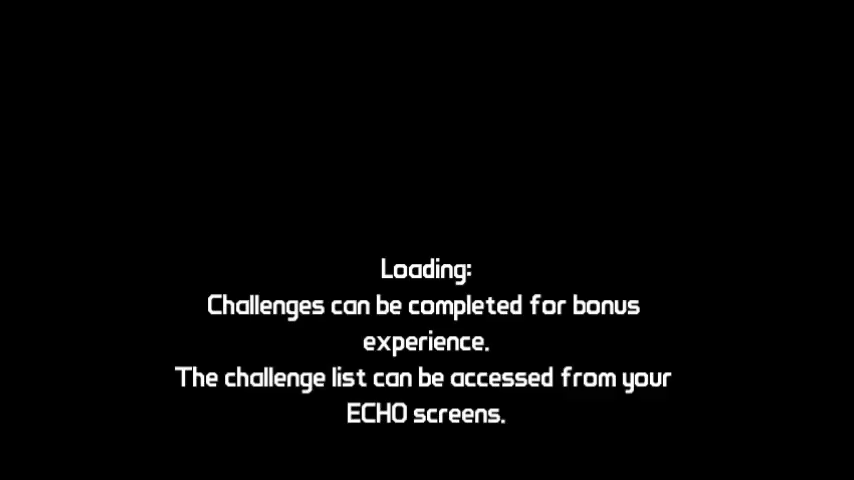 Loading:
Challenges can be completed for bonus
experience.
The challenge list can be accessed from your
ECHO screens.